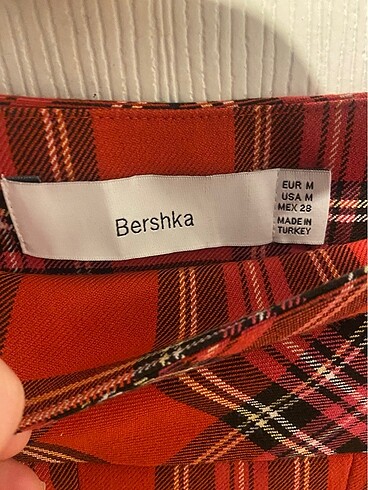 Bershka
EUR M
USA M
MEX 28
MADE IN
TURKEY